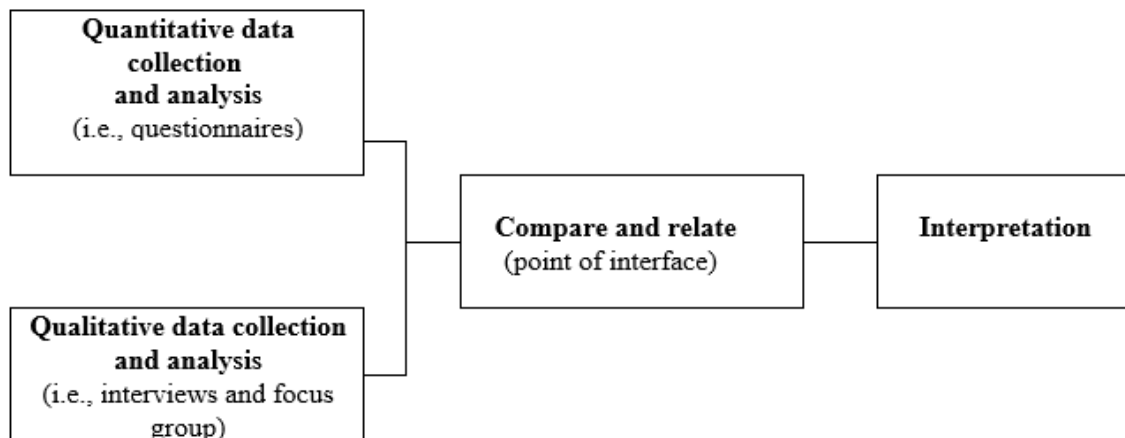 Quantitative data
collection
and analysis
(i.e., questionnaires)
Compare and relate
(point of interface)
Interpretation
Qualitative data collection
and analysis
(i.e., interviews and focus
group)